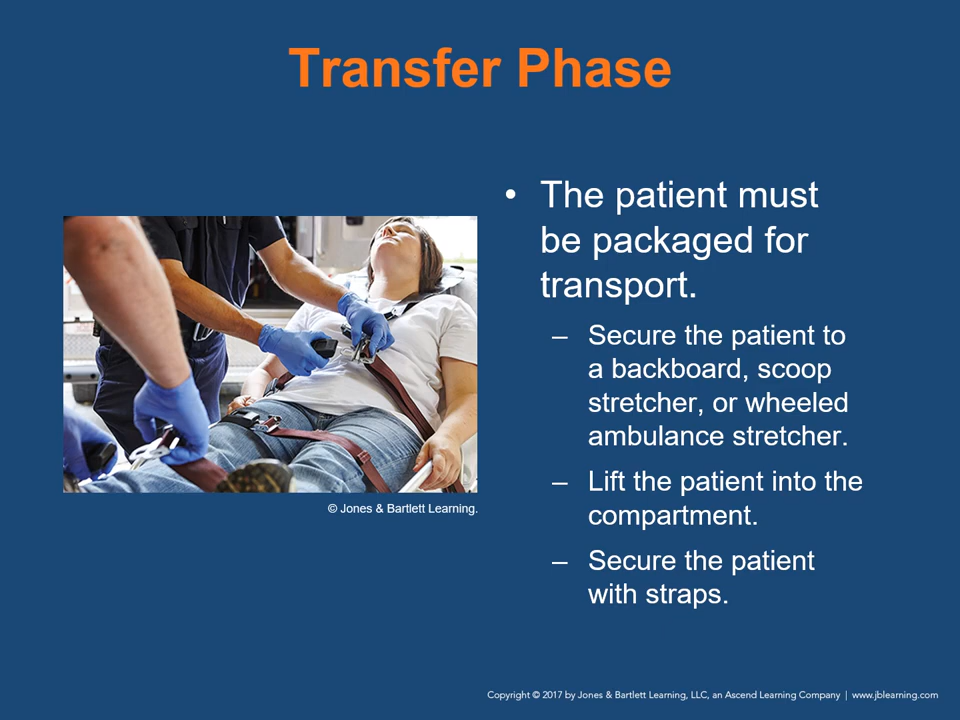 Transfer Phase
• The patient must
be packaged for
transport.
– Secure the patient to
a backboard, scoop
stretcher, or wheeled
ambulance stretcher.
– Lift the patient into the
compartment.
– Secure the patient
with straps.
© Jones & Bartlett Learning.
Copyright © 2017 by Jones & Bartlett Learning, LLC, an Ascend Learning Company | www.jblearning.com